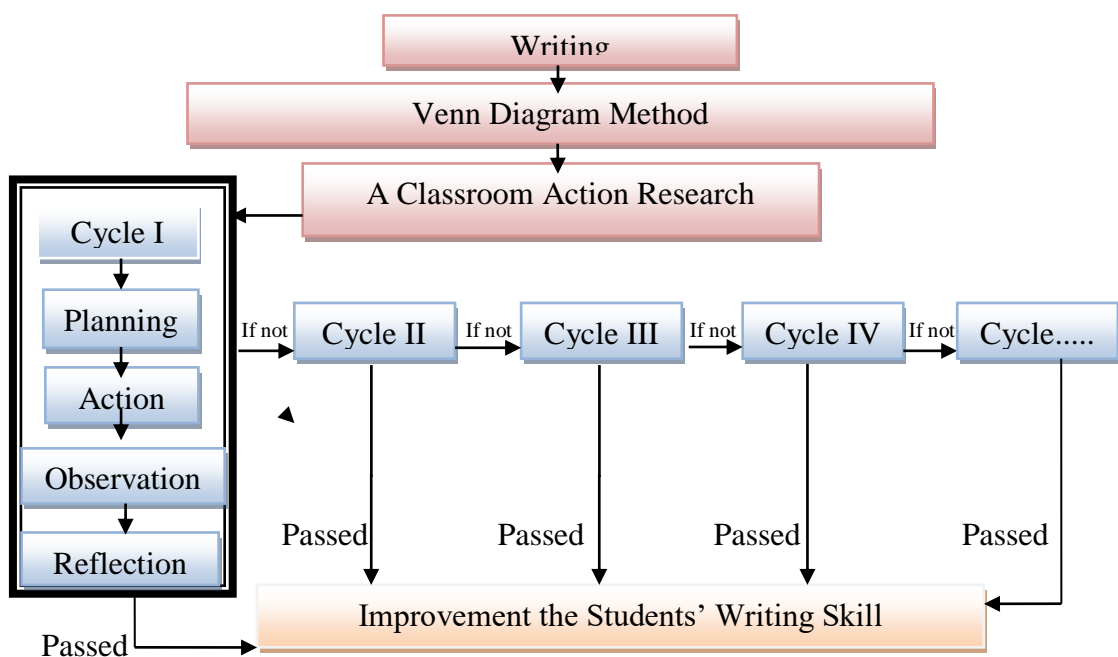 Writing
Venn Diagram Method
A Classroom Action Research
Cycle I
Planning
Action
Observation
Reflection
If not
Cycle II
If not
Cycle III
If not
Cycle IV
If not
Cycle.....
Passed
Passed
Passed
Passed
Passed
Improvement the Students’ Writing Skill